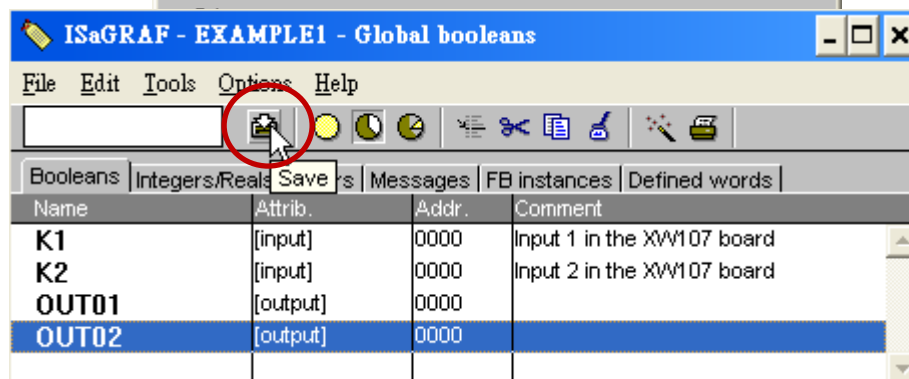 ISaGRAF - EXAMPLE1 - Global booleans
File Edit Tools Options Help
Save
Booleans Integers/Reals Messages FB instances Defined words
Name Attrib. Addr. Comment
K1 [input] 0000 Input 1 in the XW107 board
K2 [input] 0000 Input 2 in the XW107 board
OUT01 [output] 0000
OUT02 [output] 0000